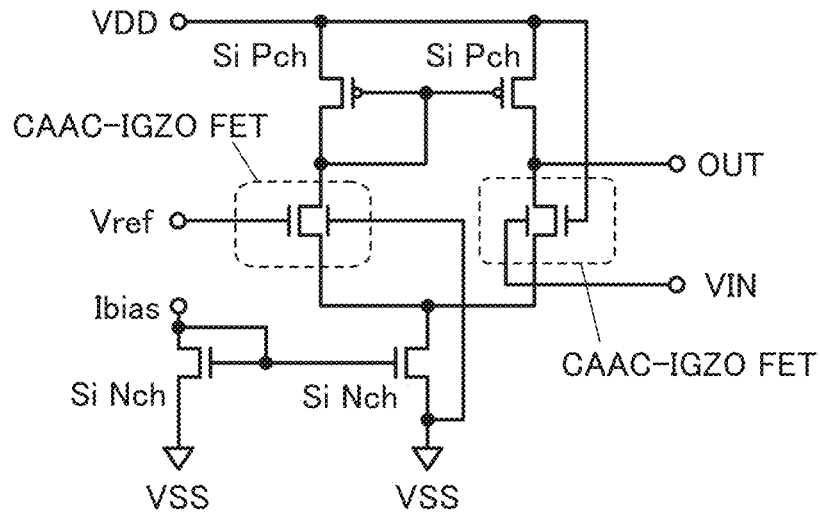 VDD
Si Pch
Si Pch
CAAC-IGZO FET
OUT
Vref
VIN
Ibias
CAAC-IGZO FET
Si Nch
Si Nch
VSS
VSS